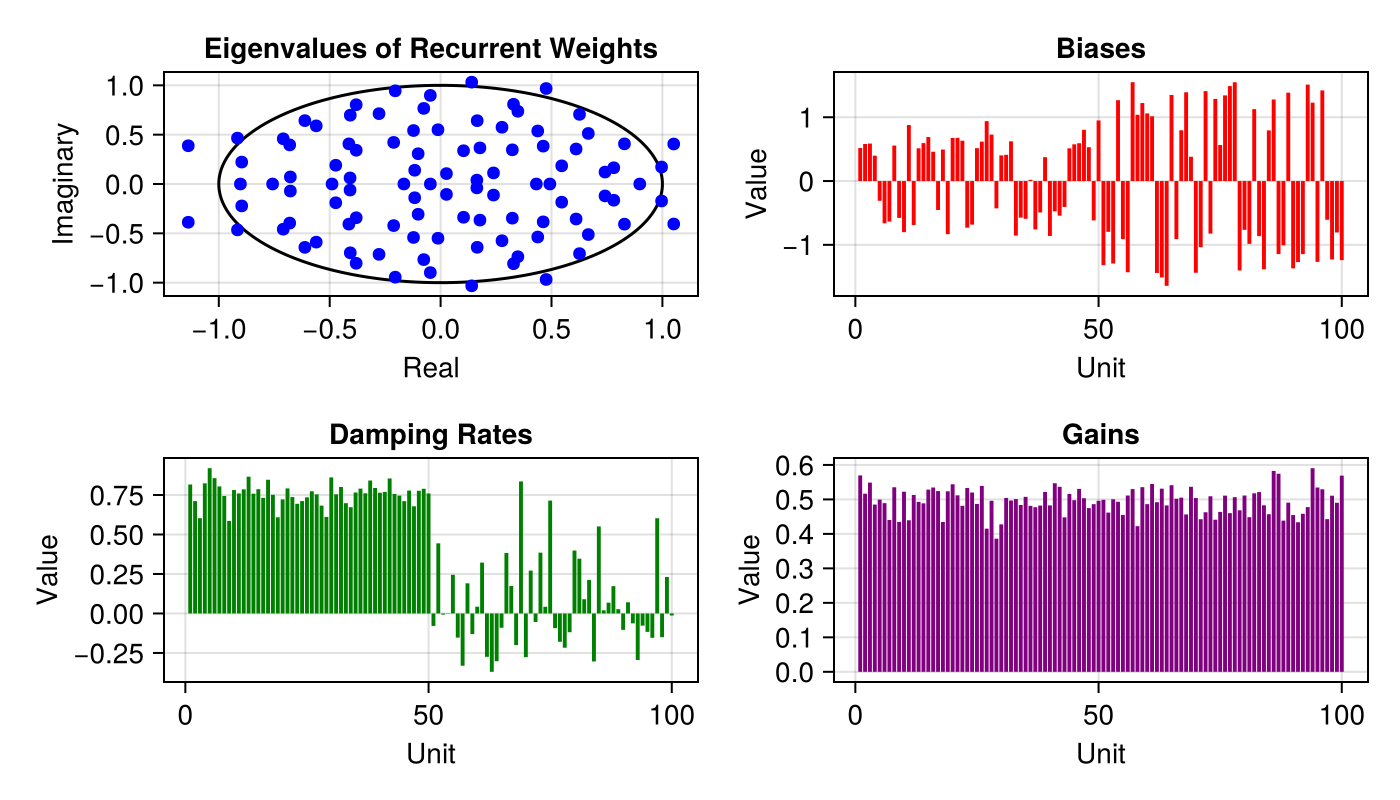 Eigenvalues of Recurrent Weights
1.0
0.5
0.0
−0.5
−1.0
Imaginary
−1.0 −0.5 0.0 0.5 1.0
Real
Biases
1
0
−1
Value
0 50 100
Unit
Damping Rates
0.75
0.50
0.25
0.00
−0.25
Value
0 50 100
Unit
Gains
0.6
0.5
0.4
0.3
0.2
0.1
0.0
Value
0 50 100
Unit